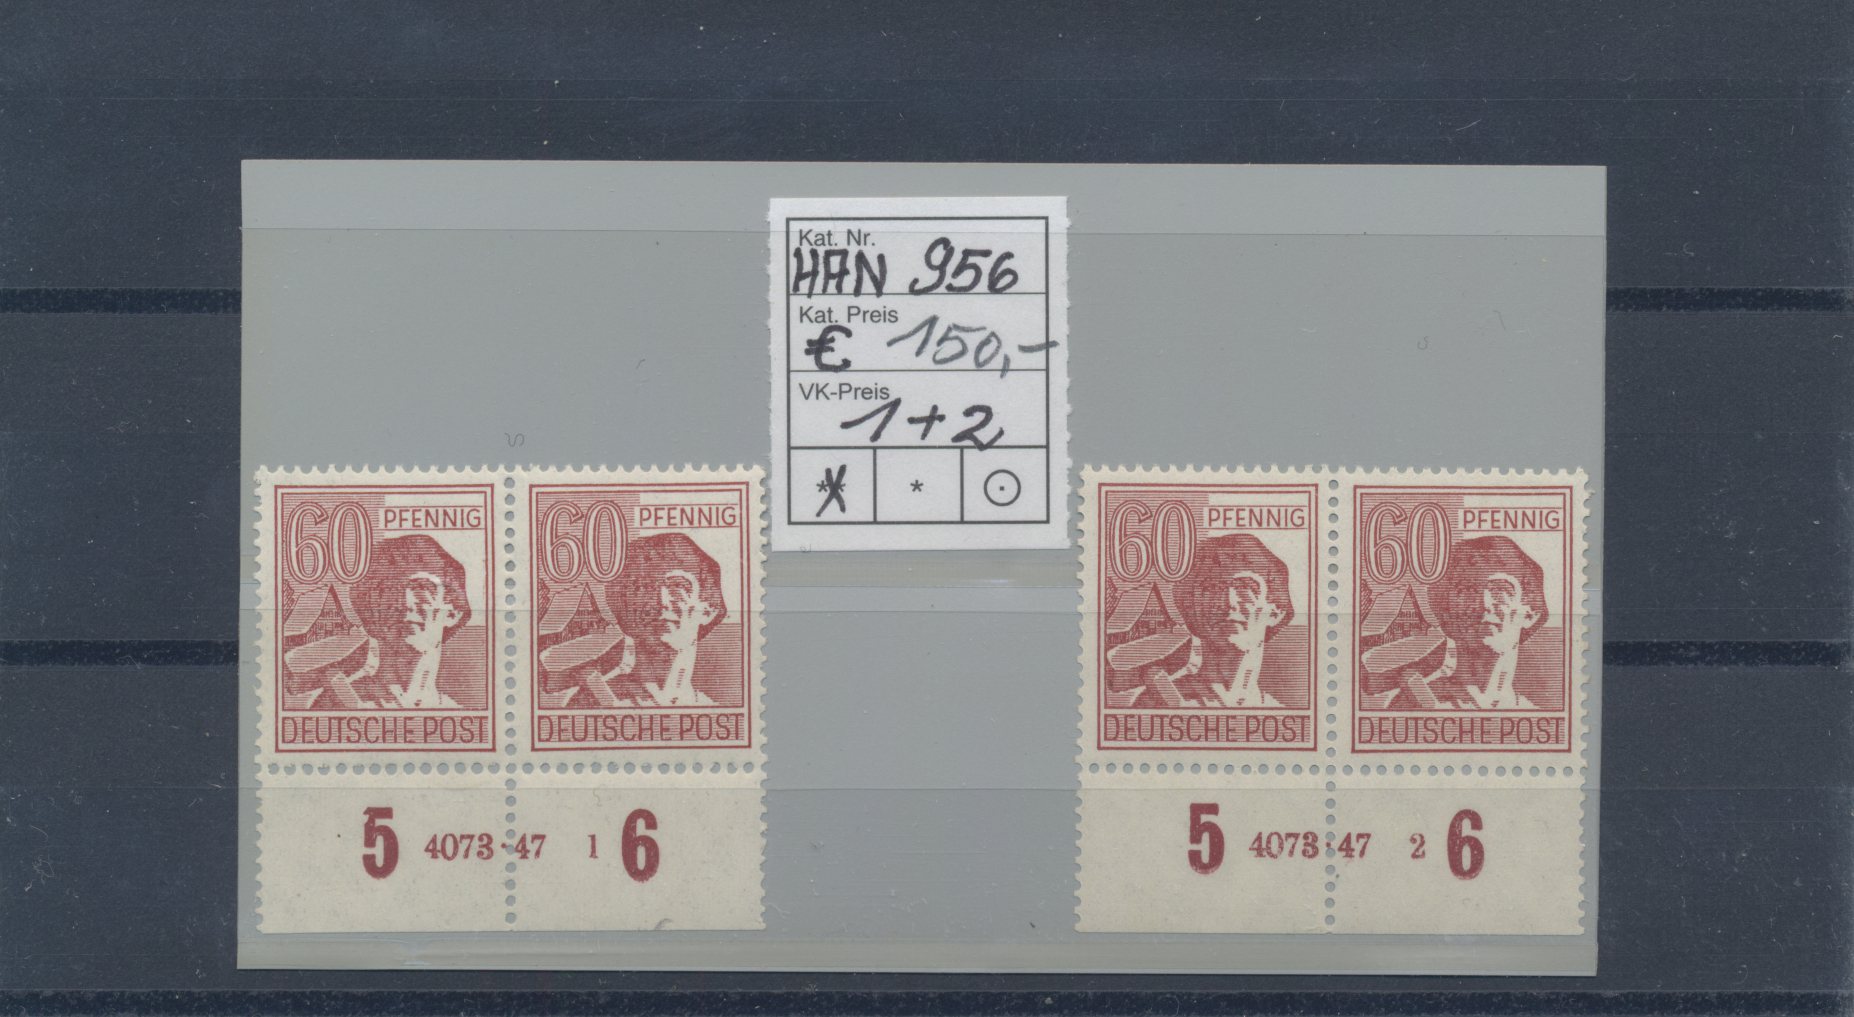 Kat. Nr.
HAN 956
Kat. Preis
€ 150,-
VK-Preis
1+2
** * ⊙
60 PFENNIG 60 PFENNIG
DEUTSCHE POST DEUTSCHE POST
5 4073·47 1 6
60 PFENNIG 60 PFENNIG
DEUTSCHE POST DEUTSCHE POST
5 4073·47 2 6